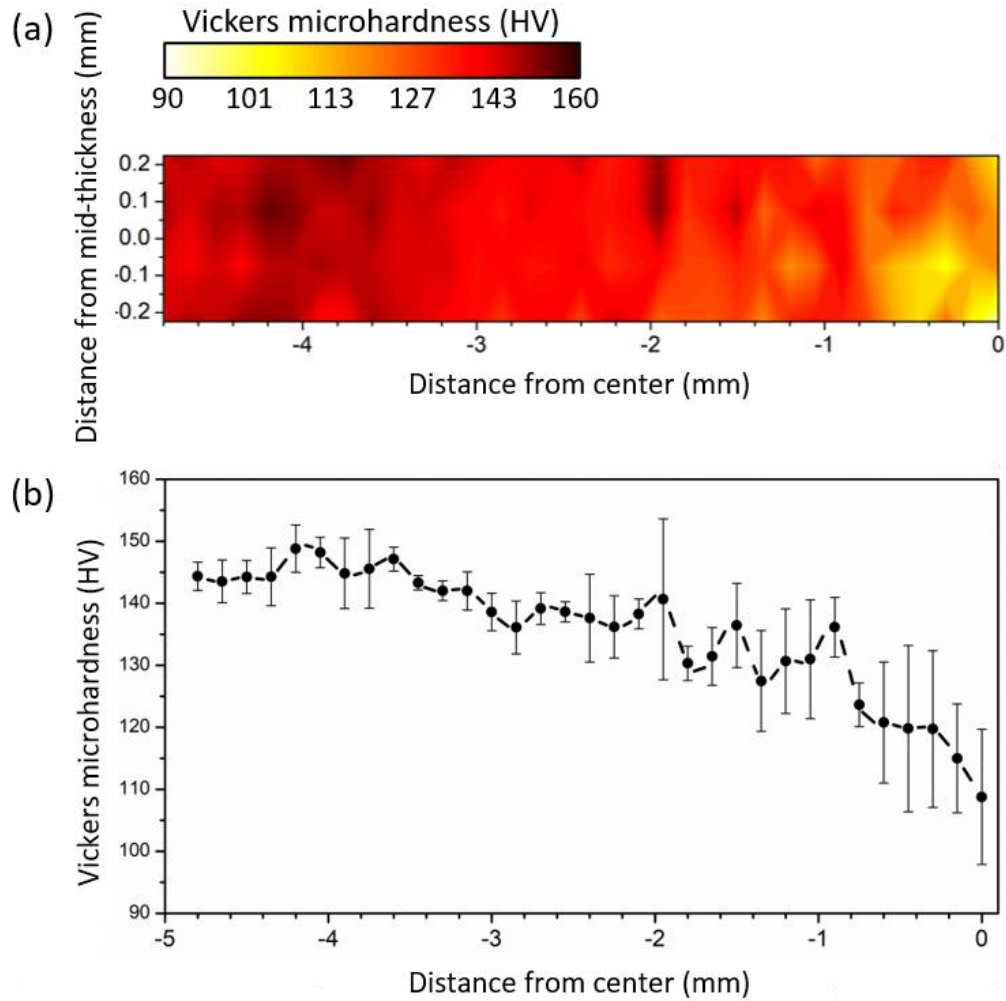 (a)
Vickers microhardness (HV)
90 101 113 127 143 160
Distance from mid-thickness (mm)
0.2
0.1
0.0
-0.1
-0.2
-4 -3 -2 -1 0
Distance from center (mm)
(b)
Vickers microhardness (HV)
160
150
140
130
120
110
100
90
-5 -4 -3 -2 -1 0
Distance from center (mm)